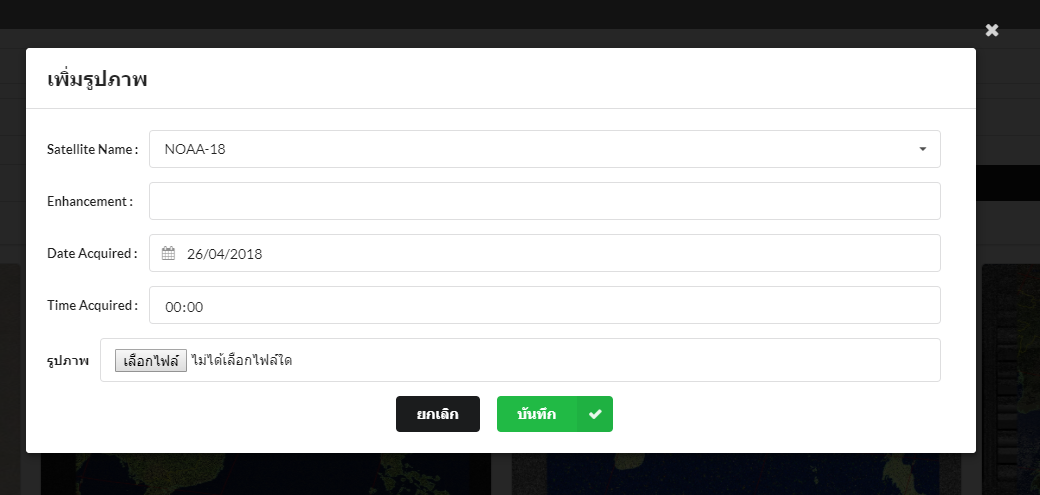 เพิ่มรูปภาพ
Satellite Name : NOAA-18
Enhancement :
Date Acquired : 26/04/2018
Time Acquired : 00:00
รูปภาพ เลือกไฟล์ ไม่ได้เลือกไฟล์ใด
ยกเลิก บันทึก